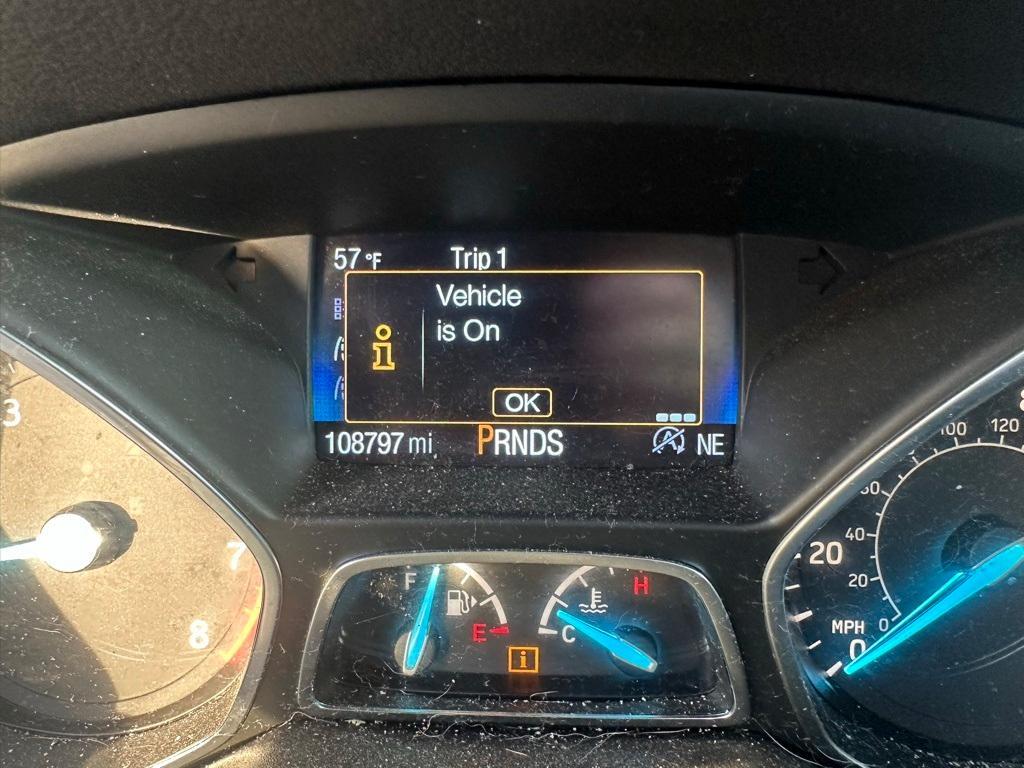 57 °F Trip 1
Vehicle
is On
i
OK
108797 mi PRNDS NE
3
7
8
F
E
H
C
i
100
120
40
20
20
0
MPH
0